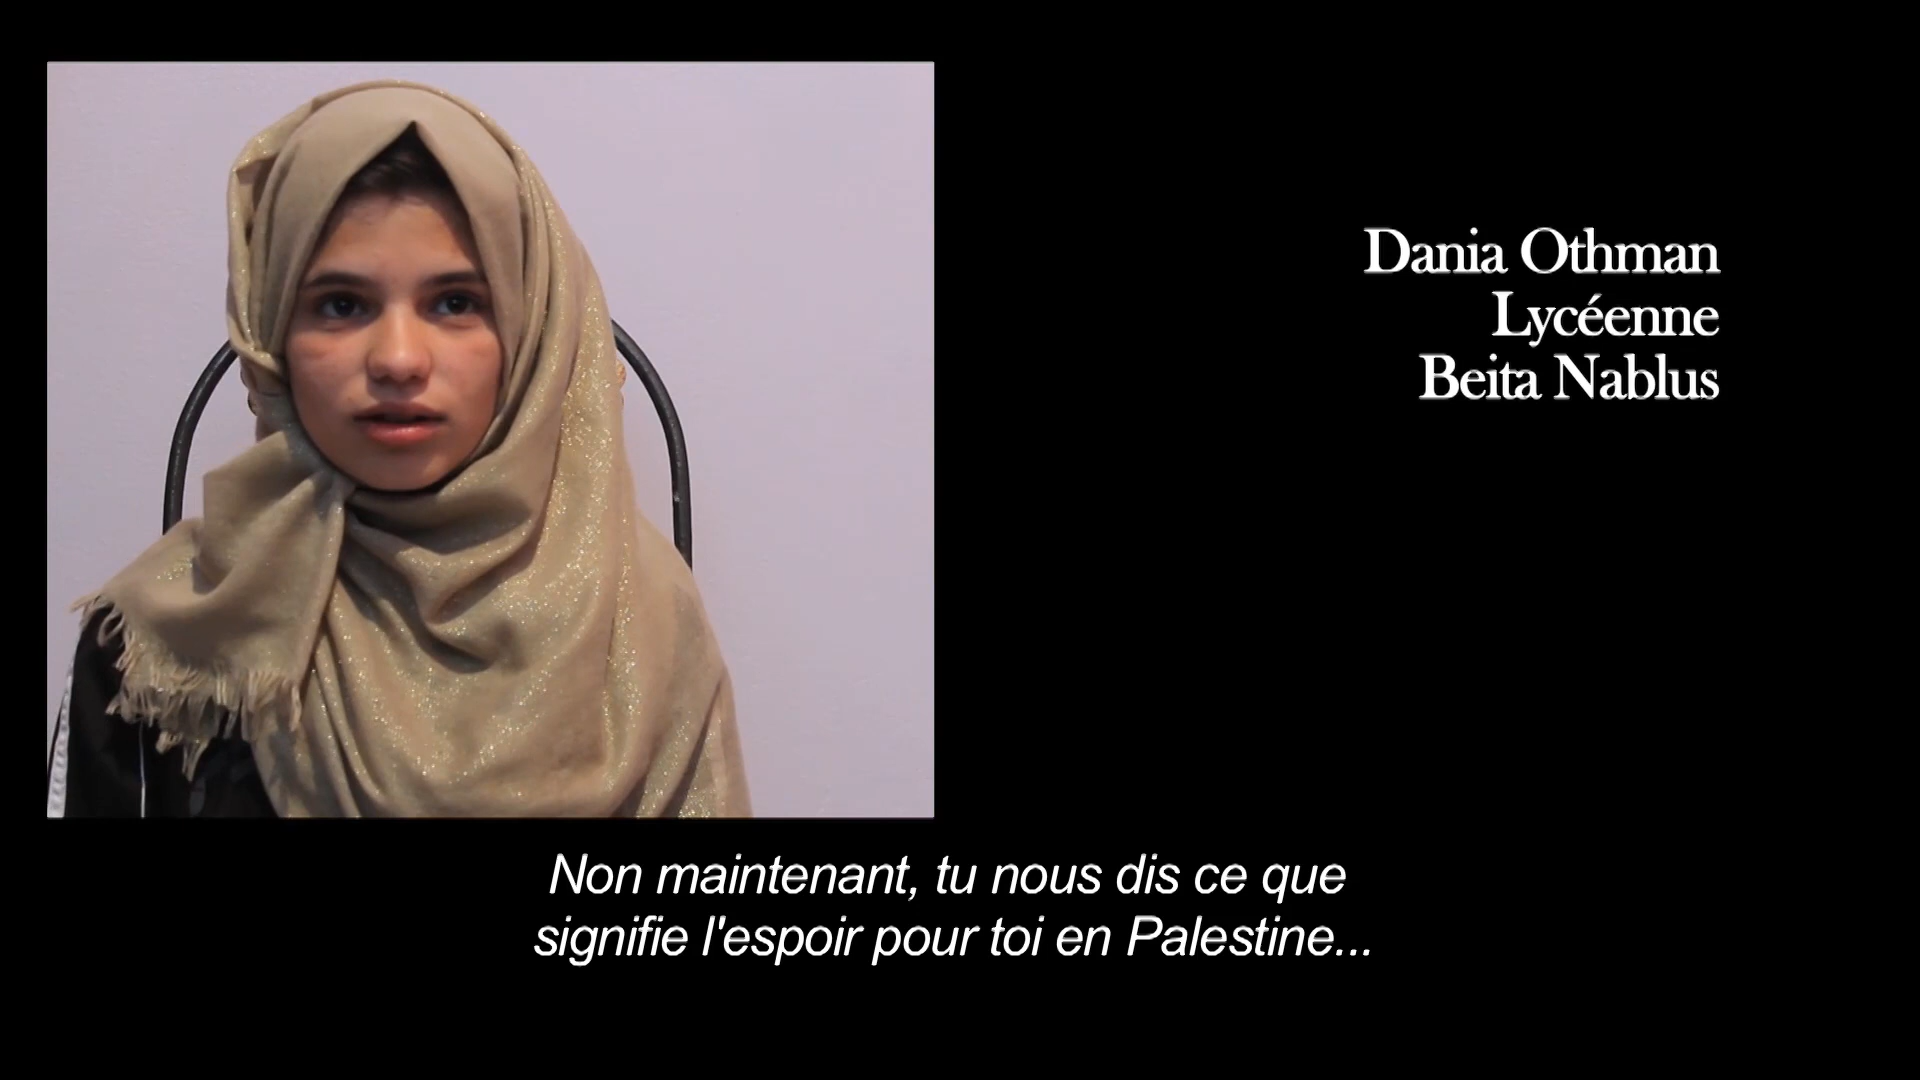 Dania Othman
Lycéenne
Beita Nablus
Non maintenant, tu nous dis ce que
signifie l'espoir pour toi en Palestine...